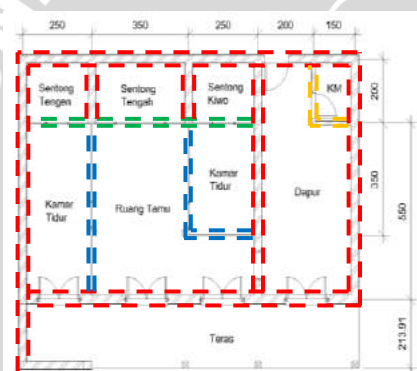 250 350 250 200 150
Sentong Tengen
Sentong Tengah
Sentong Kiwo
KM
200
Kamar Tidur
Ruang Tamu
Kamar Tidur
Dapur
350
550
Teras
213.91